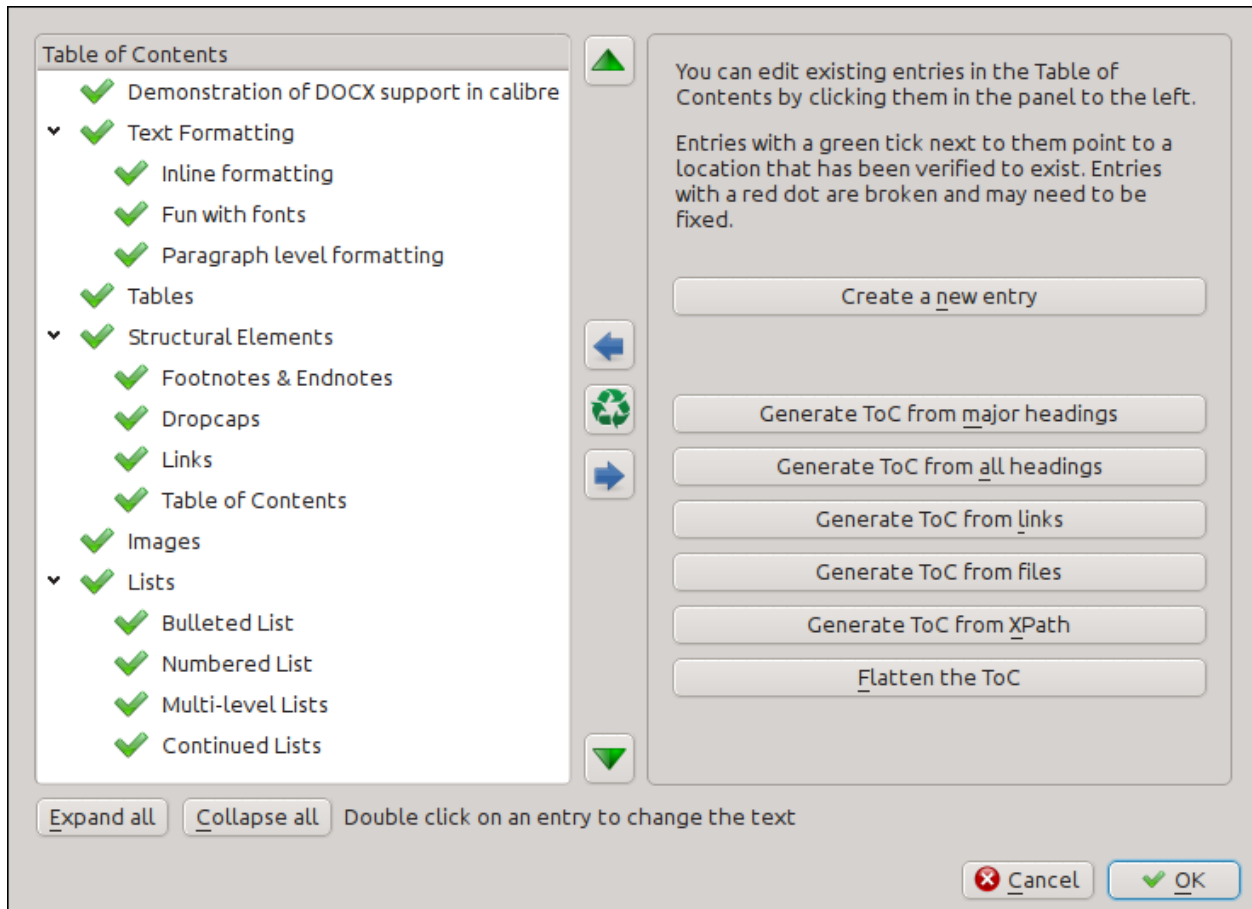 Table of Contents
Demonstration of DOCX support in calibre
Text Formatting
Inline formatting
Fun with fonts
Paragraph level formatting
Tables
Structural Elements
Footnotes & Endnotes
Dropcaps
Links
Table of Contents
Images
Lists
Bulleted List
Numbered List
Multi-level Lists
Continued Lists
You can edit existing entries in the Table of
Contents by clicking them in the panel to the left.
Entries with a green tick next to them point to a
location that has been verified to exist. Entries
with a red dot are broken and may need to be
fixed.
Create a new entry
Generate ToC from major headings
Generate ToC from all headings
Generate ToC from links
Generate ToC from files
Generate ToC from XPath
Flatten the ToC
Expand all
Collapse all
Double click on an entry to change the text
Cancel
OK